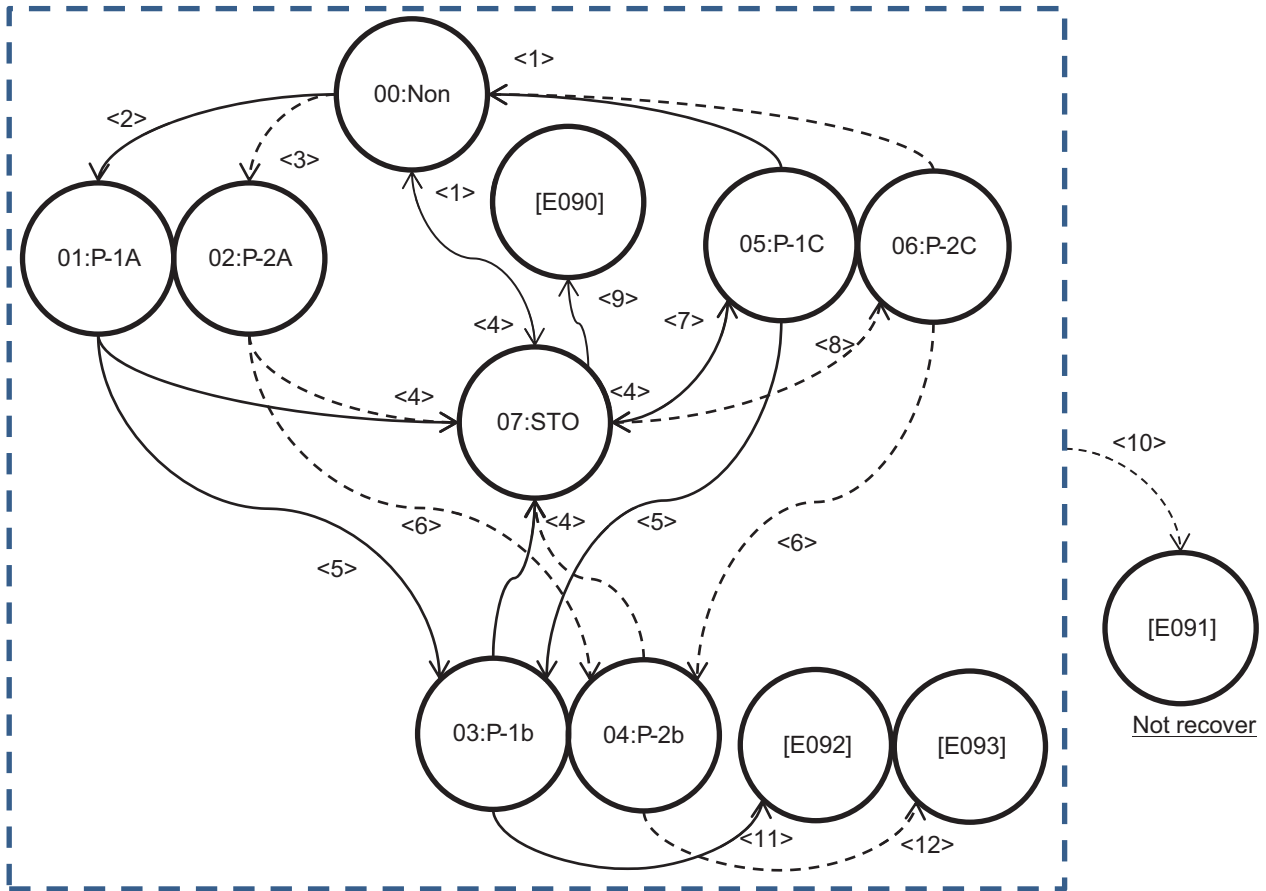 <1>
00:Non
<2>
<3>
<1>
[E090]
05:P-1C
06:P-2C
01:P-1A
02:P-2A
<9>
<7>
<4>
<8>
<4>
<4>
07:STO
<10>
<6>
<4>
<5>
<6>
<5>
[E091]
Not recover
03:P-1b
04:P-2b
[E092]
[E093]
<11>
<12>